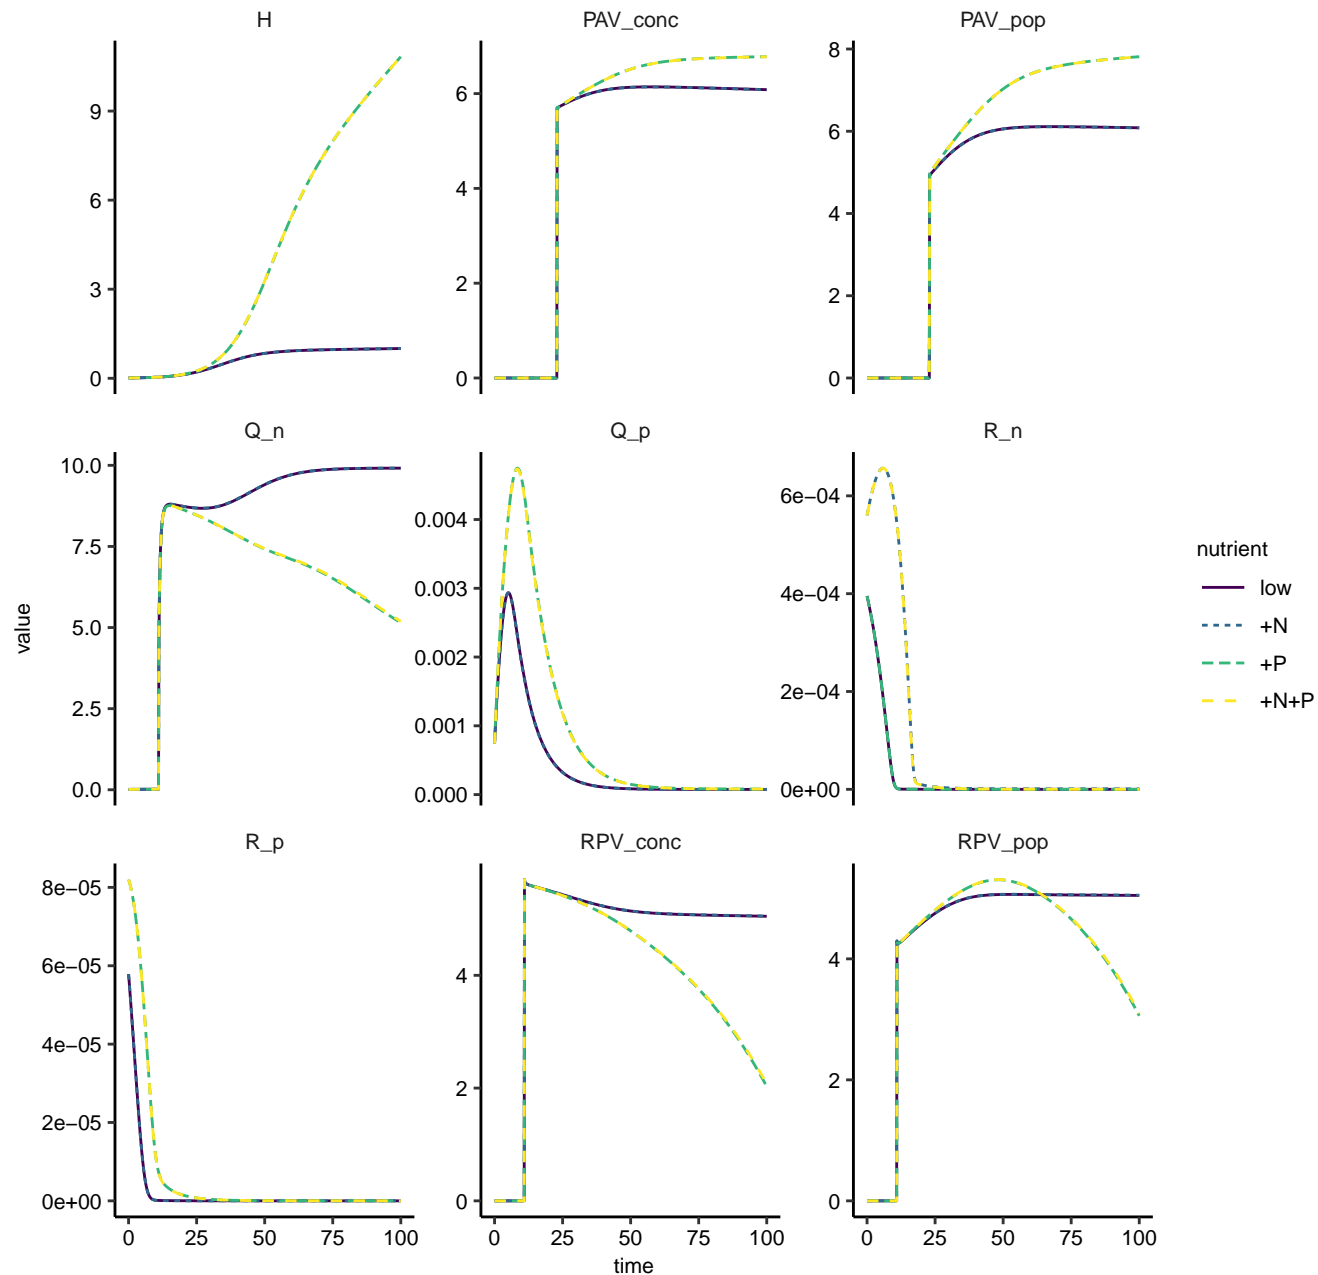 H
PAV_conc
PAV_pop
9
6
3
0
6
4
2
0
8
6
4
2
0
Q_n
Q_p
R_n
10.0
7.5
5.0
2.5
0.0
0.004
0.003
0.002
0.001
0.000
6e−04
4e−04
2e−04
0e+00
R_p
RPV_conc
RPV_pop
8e−05
6e−05
4e−05
2e−05
0e+00
4
2
0
4
2
0
0 25 50 75 100
0 25 50 75 100
0 25 50 75 100
time
value
nutrient
low
+N
+P
+N+P